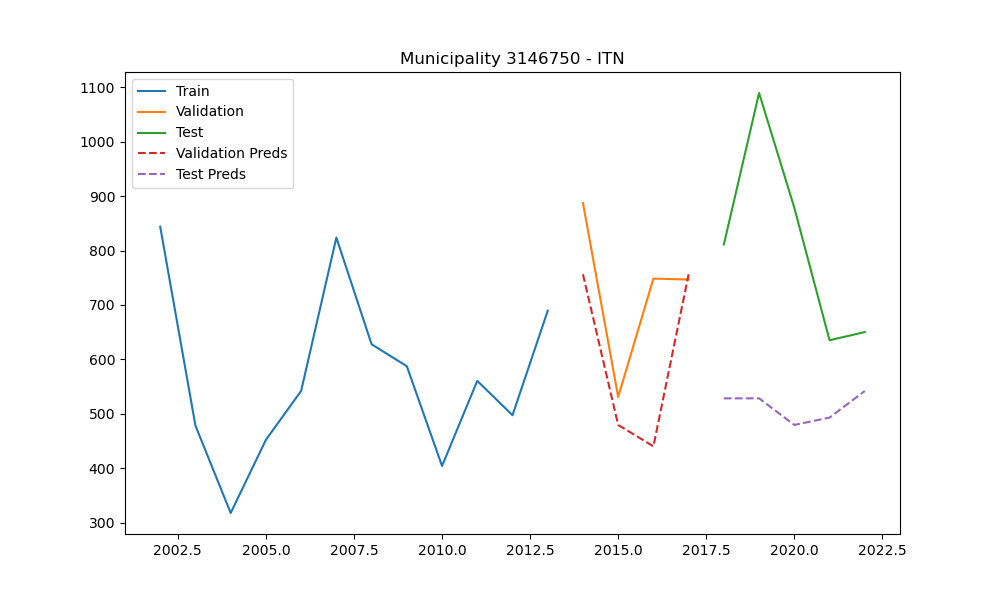 Municipality 3146750 - ITN
Train
Validation
Test
Validation Preds
Test Preds
1100
1000
900
800
700
600
500
400
300
2002.5 2005.0 2007.5 2010.0 2012.5 2015.0 2017.5 2020.0 2022.5